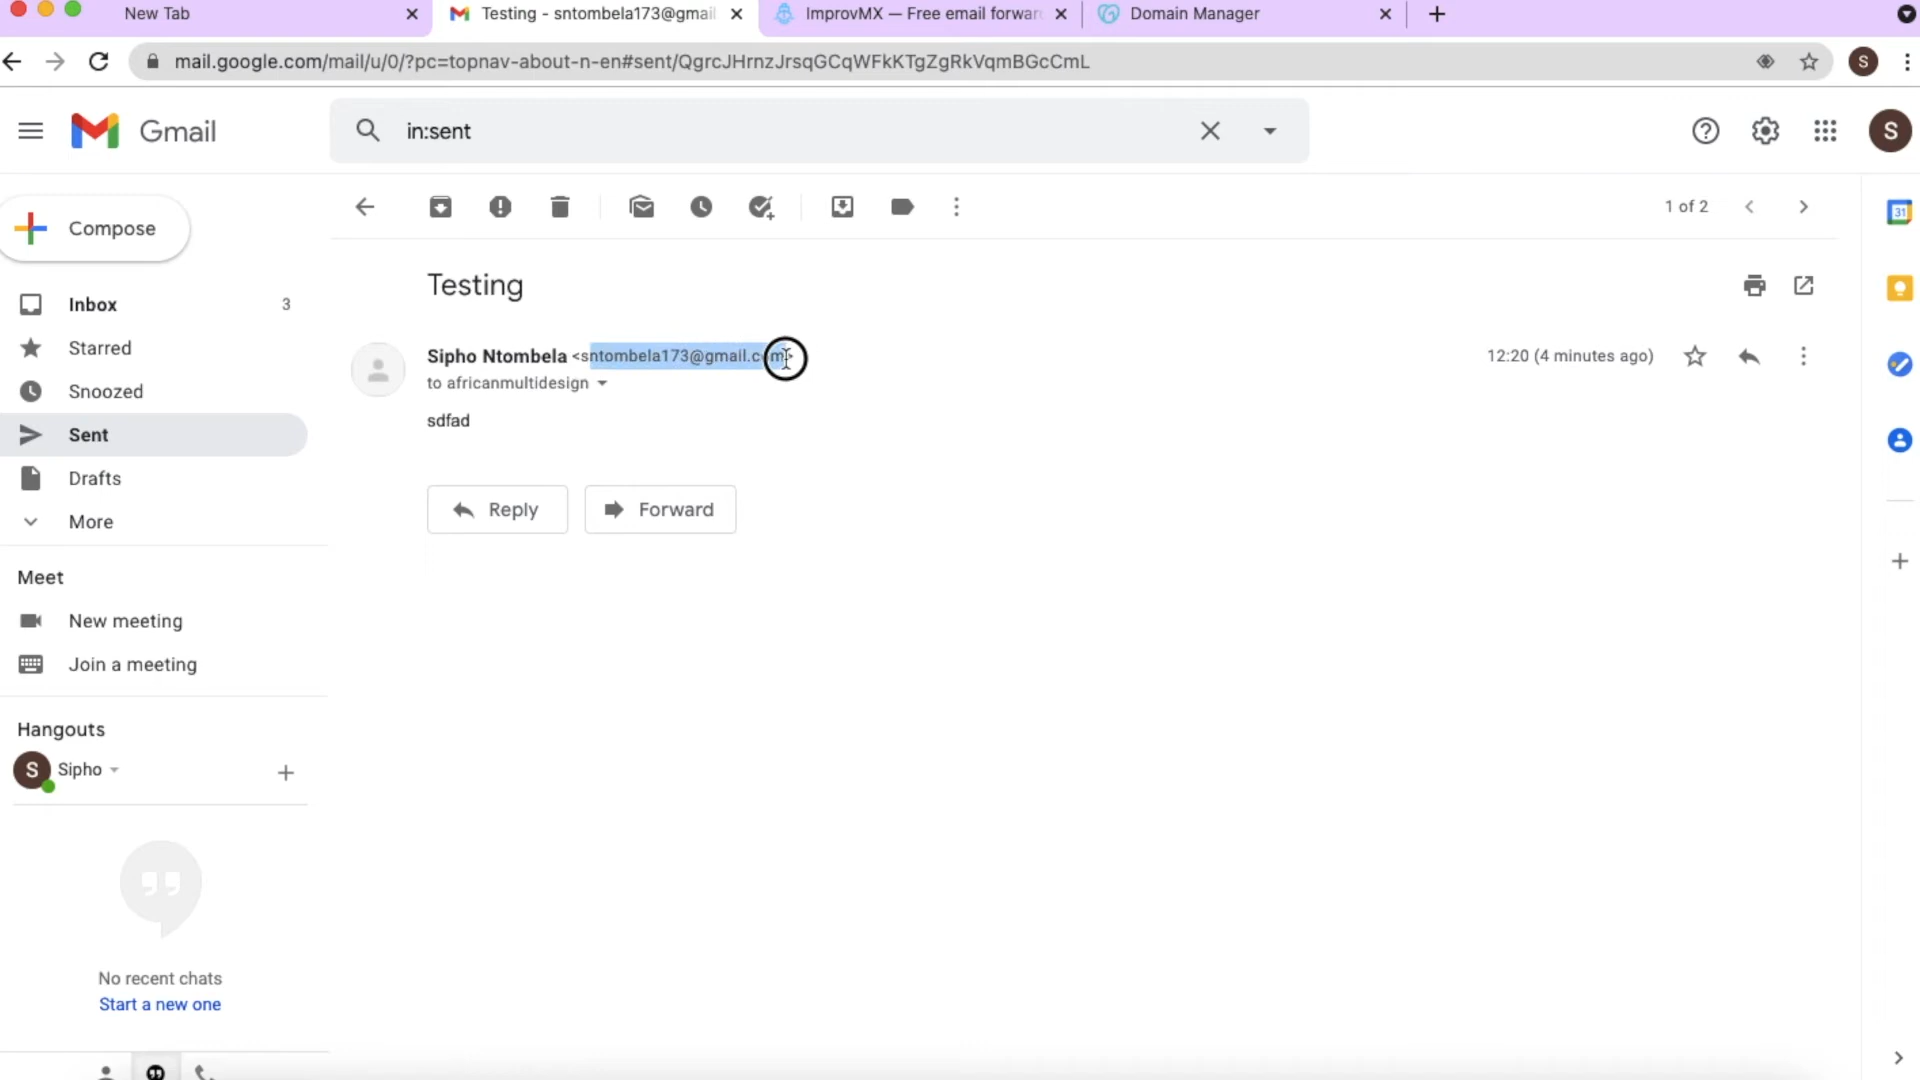 New Tab
Testing - sntombela173@gmail
ImprovMX — Free email forwar
Domain Manager
mail.google.com/mail/u/0/?pc=topnav-about-n-en#sent/QgrcJHrnzJrsqGCqWFkKTgZgRkVqmBGcCmL
S
Gmail
in:sent
S
Compose
1 of 2
31
Inbox
3
Starred
Snoozed
Sent
Drafts
More
Testing
Sipho Ntombela <sntombela173@gmail.com>
12:20 (4 minutes ago)
to africanmultidesign
sdfad
Reply
Forward
Meet
New meeting
Join a meeting
Hangouts
S
Sipho
No recent chats
Start a new one